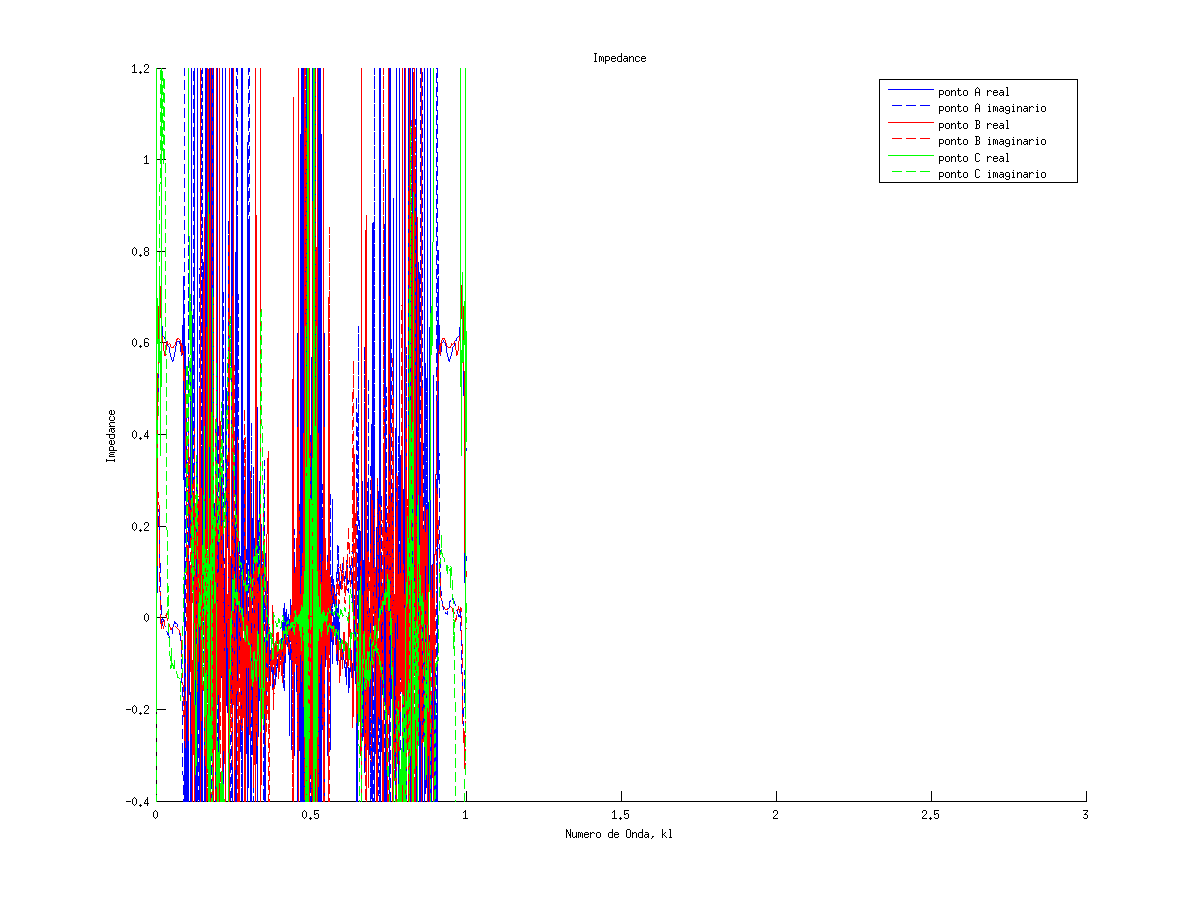 Impedance
ponto A real
ponto A imaginario
ponto B real
ponto B imaginario
ponto C real
ponto C imaginario
1.2
1
0.8
0.6
0.4
0.2
0
-0.2
-0.4
Impedance
0 0.5 1 1.5 2 2.5 3
Numero de Onda, kl